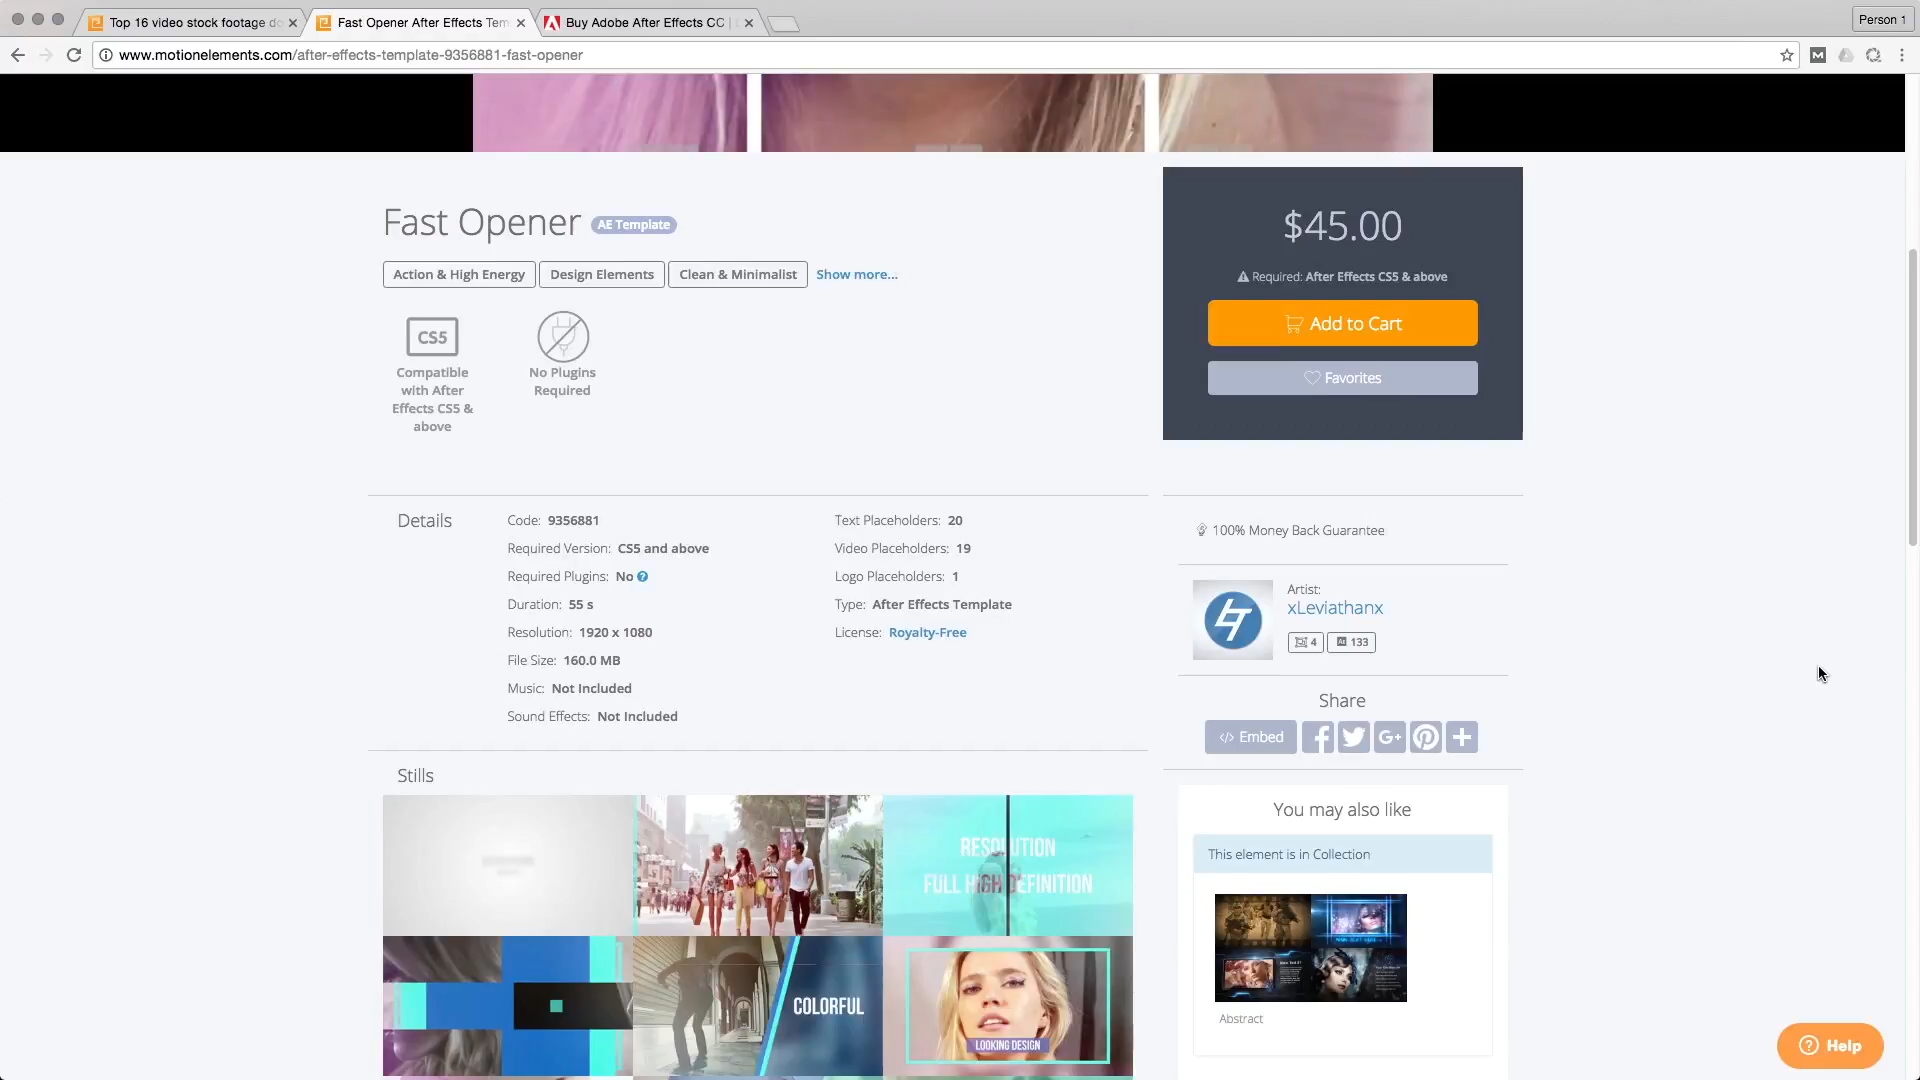 Top 16 video stock footage do
Fast Opener After Effects Tem
Buy Adobe After Effects CC |
Person 1
www.motionelements.com/after-effects-template-9356881-fast-opener
M
Fast Opener AE Template
Action & High Energy
Design Elements
Clean & Minimalist
Show more...
CS5
Compatible
with After
Effects CS5 &
above
No Plugins
Required
$45.00
Required: After Effects CS5 & above
Add to Cart
Favorites
Details
Code: 9356881
Required Version: CS5 and above
Required Plugins: No ?
Duration: 55 s
Resolution: 1920 x 1080
File Size: 160.0 MB
Music: Not Included
Sound Effects: Not Included
Text Placeholders: 20
Video Placeholders: 19
Logo Placeholders: 1
Type: After Effects Template
License: Royalty-Free
100% Money Back Guarantee
Artist:
xLeviathanx
4
133
Share
</> Embed
G+
Stills
RESOLUTION
FULL HIGH DEFINITION
COLORFUL
LOOKING DESIGN
You may also like
This element is in Collection
Abstract
? Help